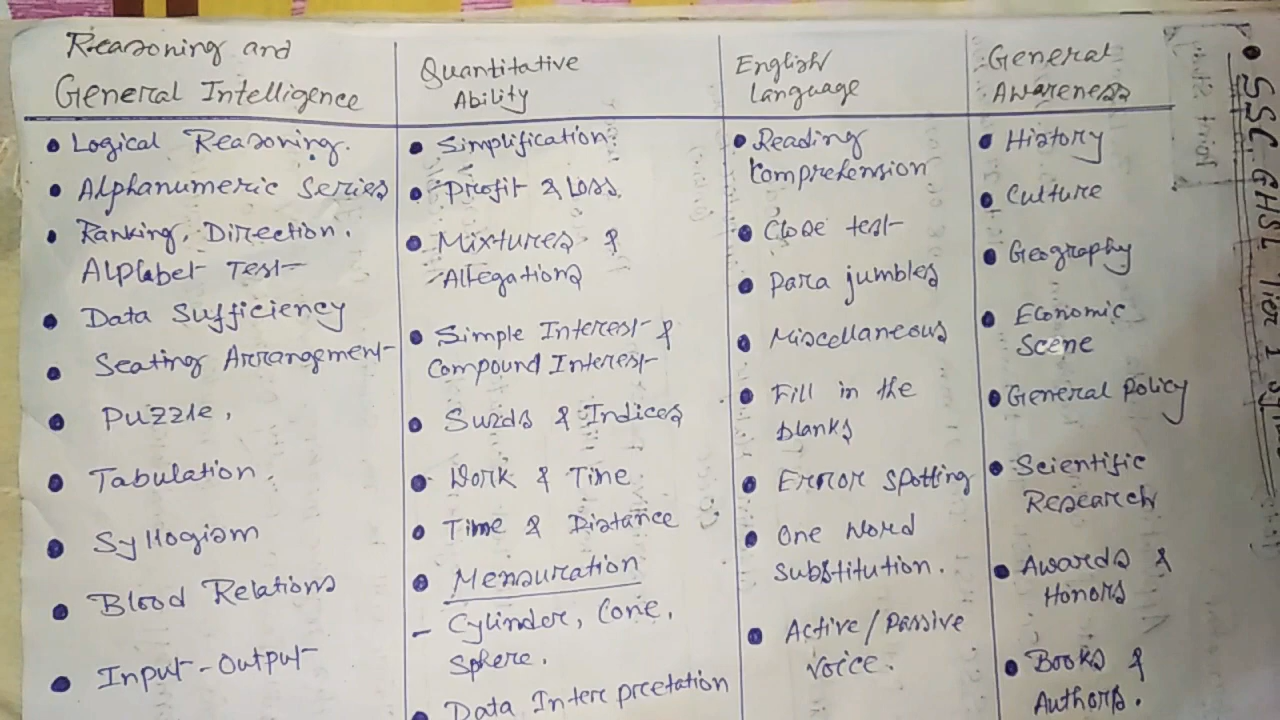 Reasoning and
General Intelligence
• Logical Reasoning.
• Alphanumeric Series
• Ranking, Direction.
Alphabet Test
• Data Sufficiency
• Seating Arrangement
• Puzzle,
• Tabulation.
• Syllogism
• Blood Relations
• Input-Output
Quantitative
Ability
• Simplification
• Profit & Loss
• Mixtures &
Allegations
• Simple Interest &
Compound Interest
• Surds & Indices
• Work & Time
• Time & Distance
• Mensuration
- Cylinder, Cone,
Sphere.
• Data Interpretation
English
Language
• Reading
Comprehension
• Close test
• Para jumbles
• Miscellaneous
• Fill in the
blanks
• Error spotting
• One word
substitution.
• Active/Passive
voice.
General
Awareness
• History
• Culture
• Geography
• Economic
Scene
• General policy
• Scientific
Research
• Awards &
Honors
• Books &
Authors.
• SSC CHSL Tier 1